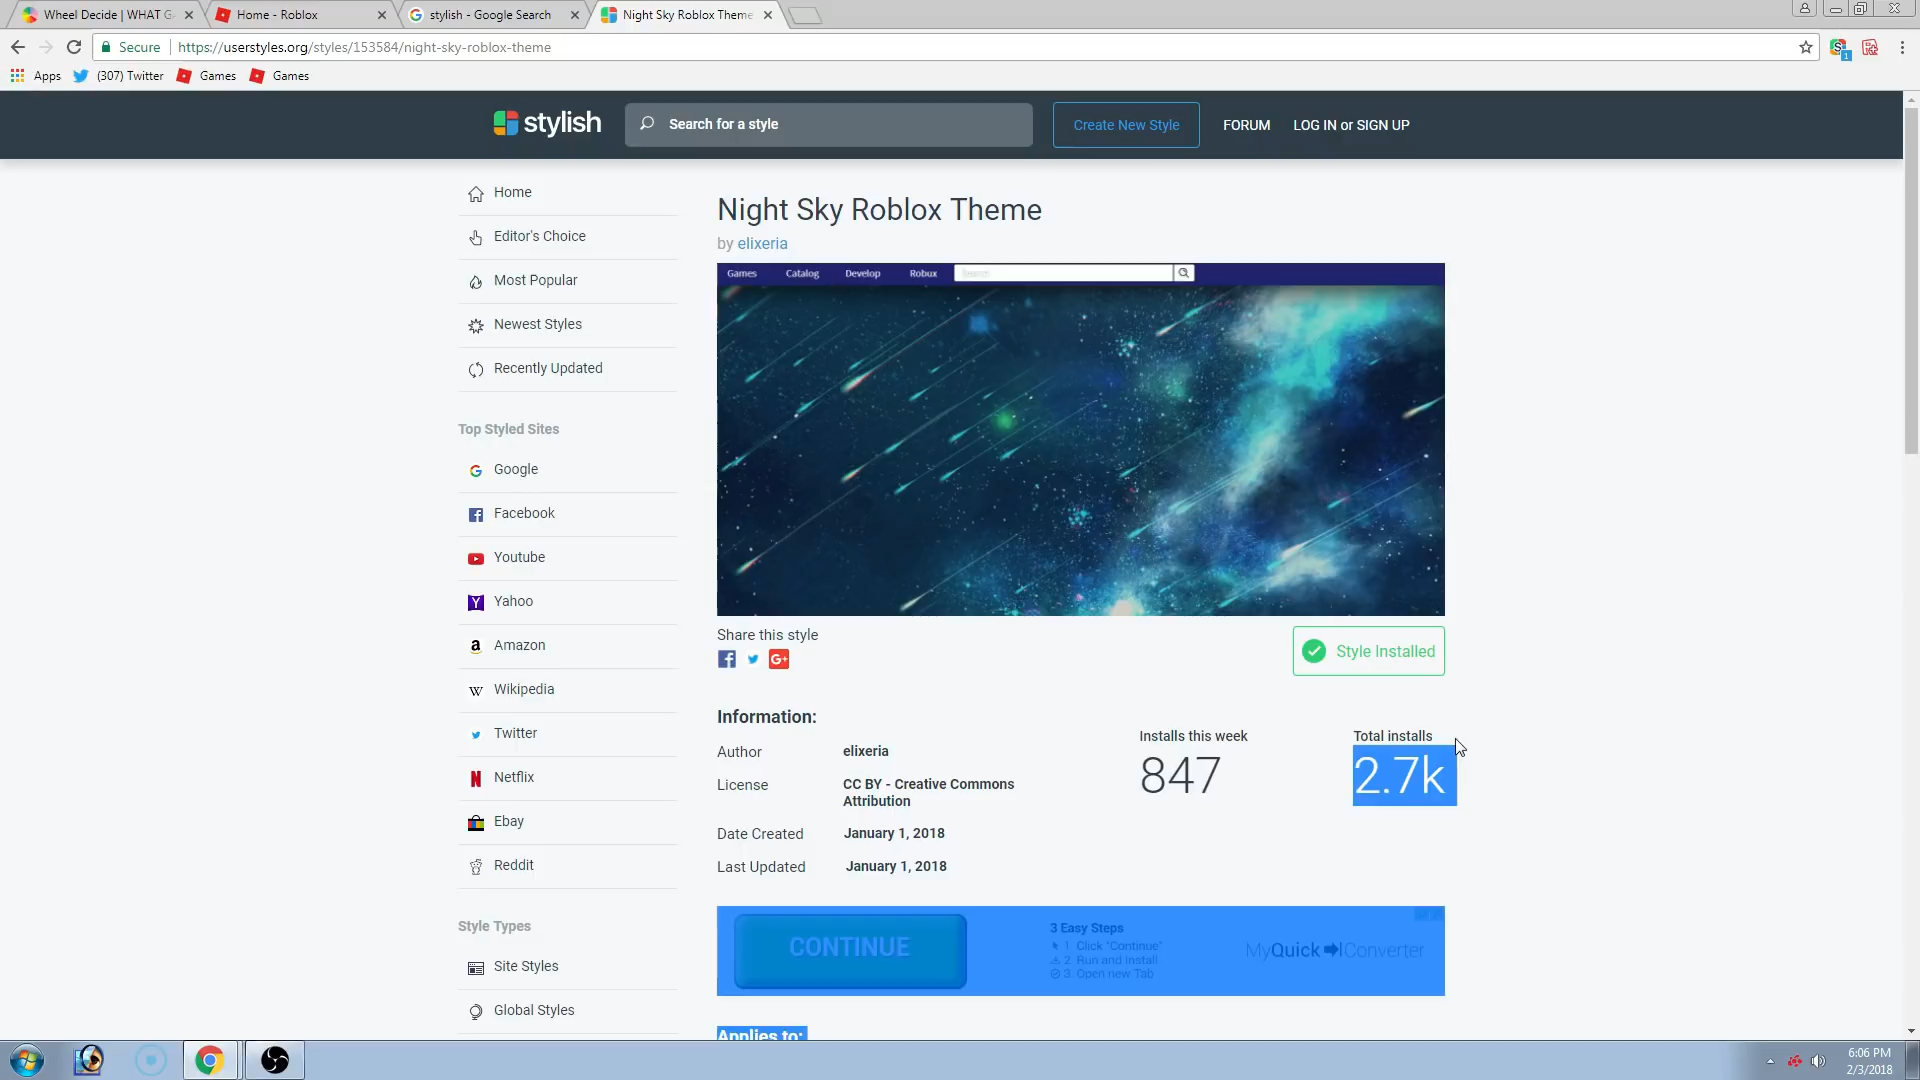 Wheel Decide | WHAT G
Home - Roblox
stylish - Google Search
Night Sky Roblox Theme
Secure
https://userstyles.org/styles/153584/night-sky-roblox-theme
Apps
(307) Twitter
Games
Games
stylish
Search for a style
Create New Style
FORUM
LOG IN or SIGN UP
Home
Editor's Choice
Most Popular
Newest Styles
Recently Updated
Top Styled Sites
Google
Facebook
Youtube
Yahoo
Amazon
Wikipedia
Twitter
Netflix
Ebay
Reddit
Style Types
Site Styles
Global Styles
Night Sky Roblox Theme
by elixeria
Games
Catalog
Develop
Robux
Search
Share this style
Style Installed
Information:
Author
elixeria
License
CC BY - Creative Commons
Attribution
Date Created
January 1, 2018
Last Updated
January 1, 2018
Installs this week
847
Total installs
2.7k
CONTINUE
3 Easy Steps
1. Click "Continue"
2. Run and Install
3. Open new Tab
MyQuickConverter
Applies to:
6:06 PM
2/3/2018